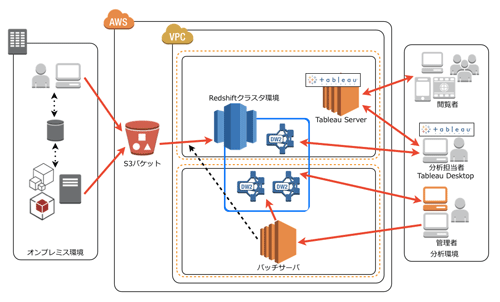 AWS
VPC
+ a b l e a u
Redshiftクラスタ環境
Tableau Server
閲覧者
DW2
+ a b l e a u
S3バケット
分析担当者
Tableau Desktop
DW2
DW2
管理者
オンプレミス環境
バッチサーバ
分析環境